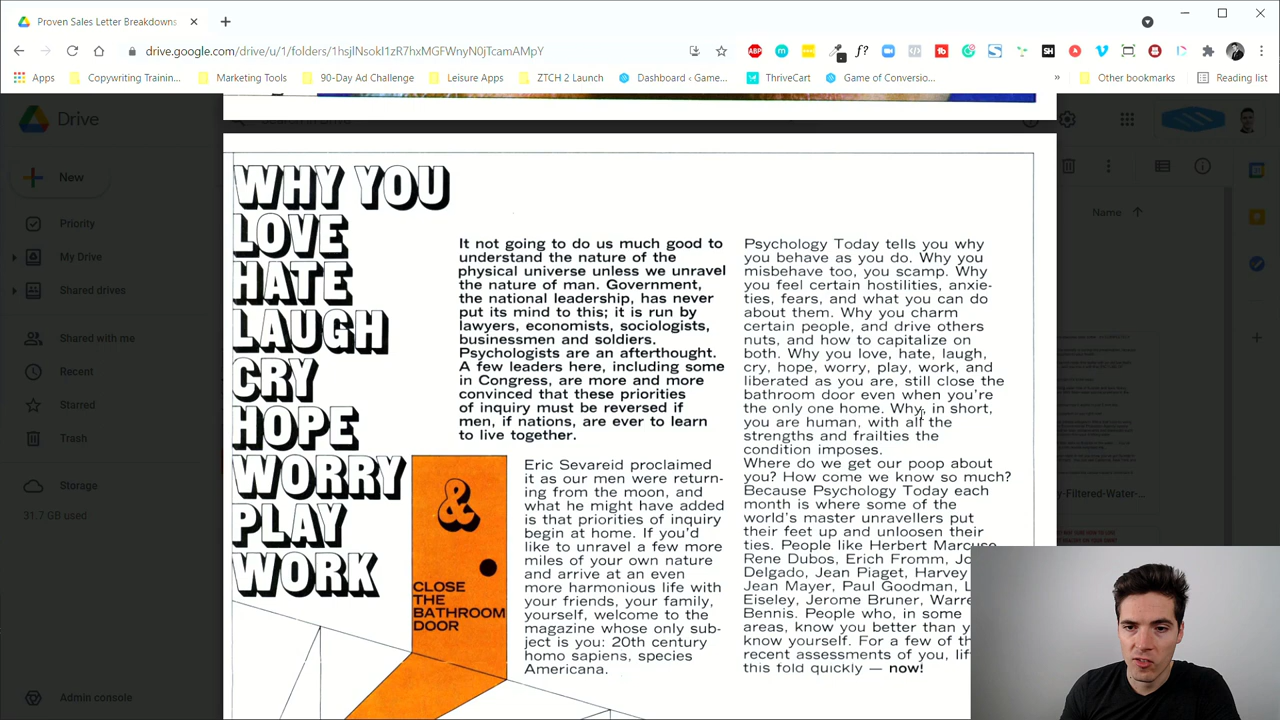 Proven Sales Letter Breakdowns
drive.google.com/drive/u/1/folders/1hsjlNsokI1zR7hxMGFWnyN0jTcamAMpY
Apps
Copywriting Trainin...
Marketing Tools
90-Day Ad Challenge
Leisure Apps
ZTCH 2 Launch
Dashboard ‹ Game...
ThriveCart
Game of Conversio...
»
Other bookmarks
Reading list
Drive
New
Priority
My Drive
Shared drives
Shared with me
Recent
Starred
Trash
Storage
31.7 GB used
Admin console
Name
-Filtered-Water-...
WHY YOU
LOVE
HATE
LAUGH
CRY
HOPE
WORRY
PLAY
WORK
&
CLOSE
THE
BATHROOM
DOOR
It not going to do us much good to
understand the nature of the
physical universe unless we unravel
the nature of man. Government,
the national leadership, has never
put its mind to this; it is run by
lawyers, economists, sociologists,
businessmen and soldiers.
Psychologists are an afterthought.
A few leaders here, including some
in Congress, are more and more
convinced that these priorities
of inquiry must be reversed if
men, if nations, are ever to learn
to live together.
Eric Sevareid proclaimed
it as our men were return-
ing from the moon, and
what he might have added
is that priorities of inquiry
begin at home. If you'd
like to unravel a few more
miles of your own nature
and arrive at an even
more harmonious life with
your friends, your family,
yourself, welcome to the
magazine whose only sub-
ject is you: 20th century
homo sapiens, species
Americana.
Psychology Today tells you why
you behave as you do. Why you
misbehave too, you scamp. Why
you feel certain hostilities, anxie-
ties, fears, and what you can do
about them. Why you charm
certain people, and drive others
nuts, and how to capitalize on
both. Why you love, hate, laugh,
cry, hope, worry, play, work, and
liberated as you are, still close the
bathroom door even when you're
the only one home. Why, in short,
you are human, with all the
strengths and frailties the
condition imposes.
Where do we get our poop about
you? How come we know so much?
Because Psychology Today each
month is where some of the
world's master unravellers put
their feet up and unloosen their
ties. People like Herbert Marcuse,
Rene Dubos, Erich Fromm, Jo
Delgado, Jean Piaget, Harvey
Jean Mayer, Paul Goodman, L
Eiseley, Jerome Bruner, Warre
Bennis. People who, in some
areas, know you better than y
know yourself. For a few of th
recent assessments of you, lif
this fold quickly — now!